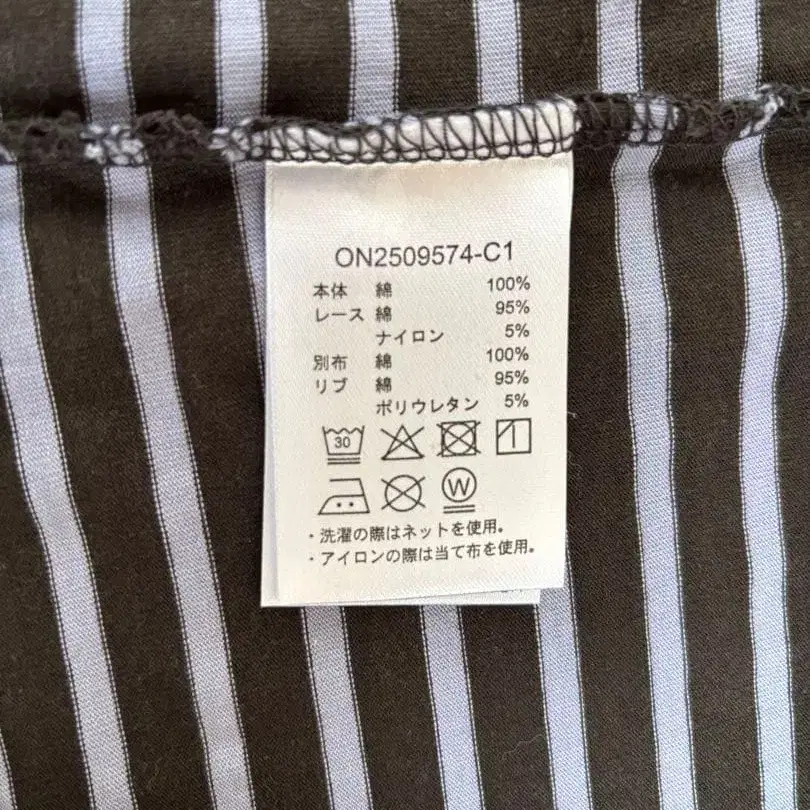 ON2509574-C1
本体 綿 100%
レース 綿 95%
ナイロン 5%
別布 綿 100%
リブ 綿 95%
ポリウレタン 5%
30
W
・洗濯の際はネットを使用。
・アイロンの際は当て布を使用。